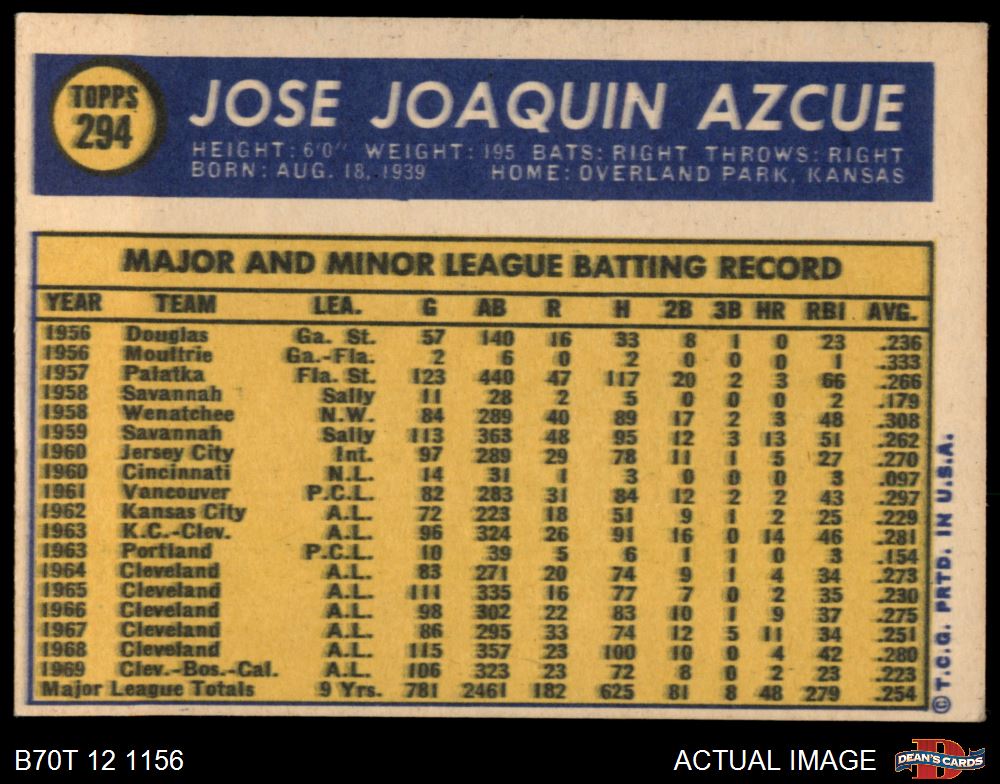 TOPPS
294
JOSE JOAQUIN AZCUE
HEIGHT: 6'0" WEIGHT: 195 BATS: RIGHT THROWS: RIGHT
BORN: AUG. 18, 1939 HOME: OVERLAND PARK, KANSAS
MAJOR AND MINOR LEAGUE BATTING RECORD
YEAR TEAM LEA. G AB R H 2B 3B HR RBI AVG.
1956 Douglas Ga. St. 57 140 16 33 8 1 0 23 .236
1956 Moultrie Ga.-Fla. 2 6 0 2 0 0 0 1 .333
1957 Palatka Fla. St. 123 440 47 117 20 2 3 66 .266
1958 Savannah Sally 11 28 2 5 0 0 0 2 .179
1958 Wenatchee N.W. 84 289 40 89 17 2 3 48 .308
1959 Savannah Sally 113 363 48 95 12 3 13 51 .262
1960 Jersey City Int. 97 289 29 78 11 1 5 27 .270
1960 Cincinnati N.L. 14 31 1 3 0 0 0 3 .097
1961 Vancouver P.C.L. 82 283 31 84 12 2 2 43 .297
1962 Kansas City A.L. 72 223 18 51 9 1 2 25 .229
1963 K.C.-Clev. A.L. 96 324 26 91 16 0 14 46 .281
1963 Portland P.C.L. 10 39 5 6 1 1 0 3 .154
1964 Cleveland A.L. 83 271 20 74 9 1 4 34 .273
1965 Cleveland A.L. 111 335 16 77 7 0 2 35 .230
1966 Cleveland A.L. 98 302 22 83 10 1 9 37 .275
1967 Cleveland A.L. 86 295 33 74 12 5 11 34 .251
1968 Cleveland A.L. 115 357 23 100 10 0 4 42 .280
1969 Clev.-Bos.-Cal. A.L. 106 323 23 72 8 0 2 23 .223
Major League Totals 9 Yrs. 781 2461 182 625 81 8 48 279 .254
© T.C.G. PRTD. IN U.S.A.
B70T 12 1156
ACTUAL IMAGE
DEAN'S CARDS